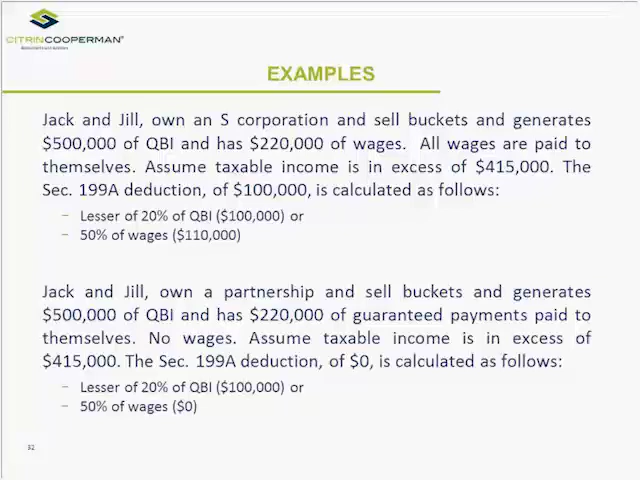 CITRINCOOPERMAN®
EXAMPLES
Jack and Jill, own an S corporation and sell buckets and generates
$500,000 of QBI and has $220,000 of wages. All wages are paid to
themselves. Assume taxable income is in excess of $415,000. The
Sec. 199A deduction, of $100,000, is calculated as follows:
– Lesser of 20% of QBI ($100,000) or
– 50% of wages ($110,000)
Jack and Jill, own a partnership and sell buckets and generates
$500,000 of QBI and has $220,000 of guaranteed payments paid to
themselves. No wages. Assume taxable income is in excess of
$415,000. The Sec. 199A deduction, of $0, is calculated as follows:
– Lesser of 20% of QBI ($100,000) or
– 50% of wages ($0)
32